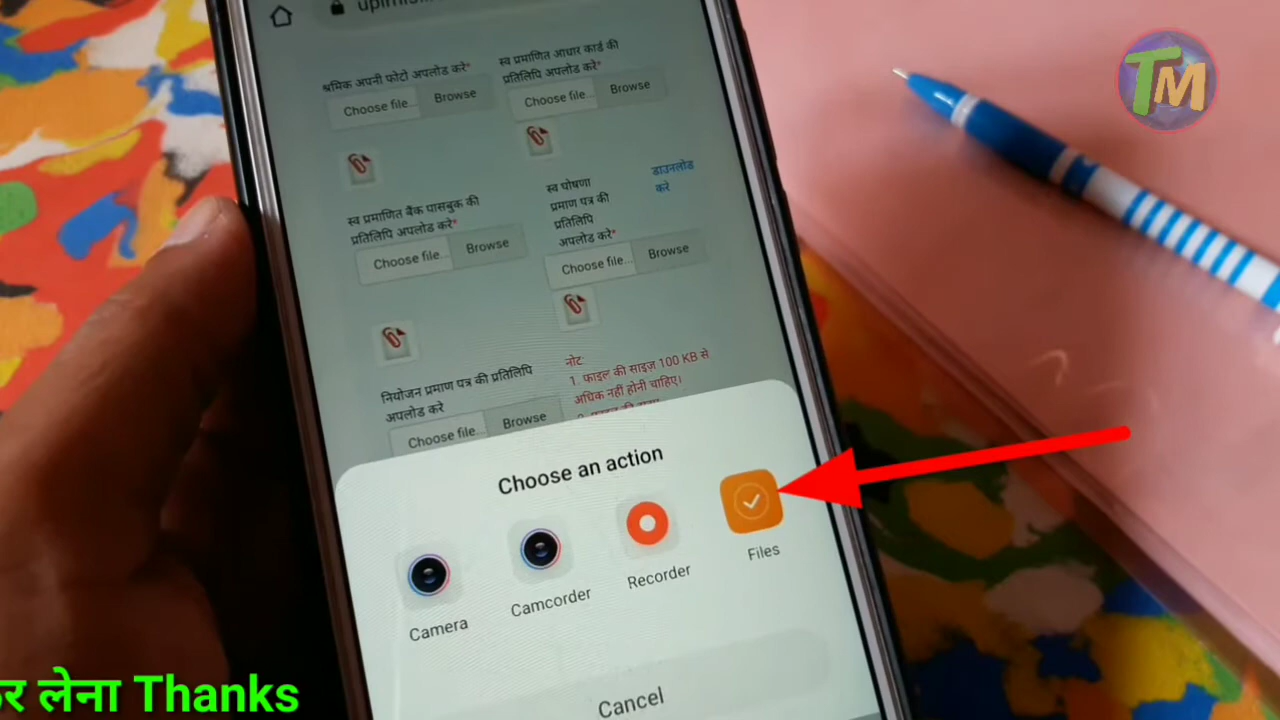 श्रमिक अपनी फोटो अपलोड करे*
Choose file...
Browse
स्व प्रमाणित आधार कार्ड की
प्रतिलिपि अपलोड करे*
Choose file...
Browse
स्व प्रमाणित बैंक पासबुक की
प्रतिलिपि अपलोड करे*
Choose file...
Browse
स्व घोषणा
प्रमाण पत्र की
प्रतिलिपि
अपलोड करे*
डाउनलोड
करे
Choose file...
Browse
नियोजन प्रमाण पत्र की प्रतिलिपि
अपलोड करे
Choose file...
Browse
नोट:
1. फाइल की साइज़ 100 KB से
अधिक नहीं होनी चाहिए।
Choose an action
Camera
Camcorder
Recorder
Files
Cancel
TM
लेना Thanks